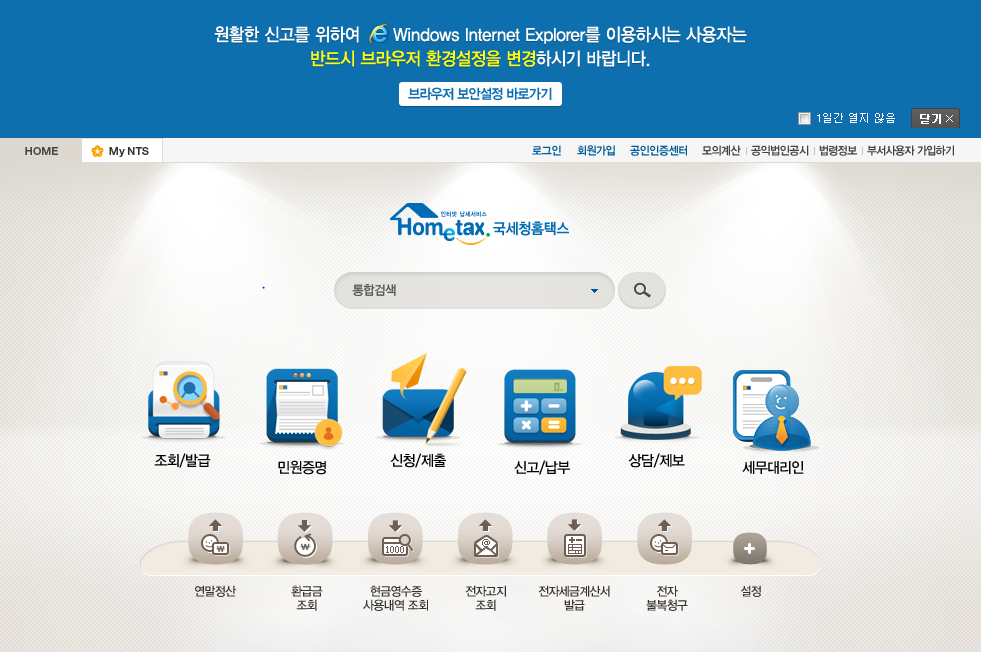 원활한 신고를 위하여 Windows Internet Explorer를 이용하시는 사용자는
반드시 브라우저 환경설정을 변경하시기 바랍니다.
브라우저 보안설정 바로가기
1일간 열지 않음 닫기
HOME My NTS 로그인 회원가입 공인인증센터 모의계산 공익법인공시 법령정보 부서사용자 가입하기
인터넷 납세서비스
Hometax. 국세청홈택스
통합검색
0.
조회/발급 민원증명 신청/제출 신고/납부 상담/제보 세무대리인
1000
연말정산 환급금 현금영수증 전자고지 전자세금계산서 전자 설정
조회 사용내역 조회 조회 발급 불복청구